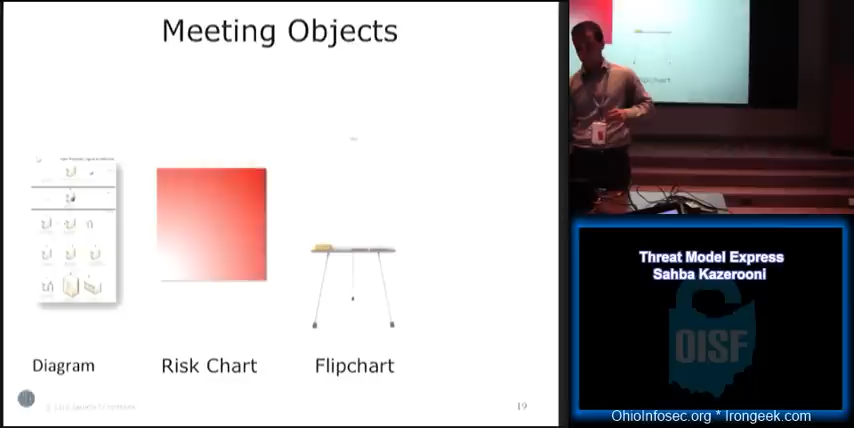 Meeting Objects
Diagram
Risk Chart
Flipchart
19
Threat Model Express
Sahba Kazerooni
OISF
OhioInfosec.org * Irongeek.com